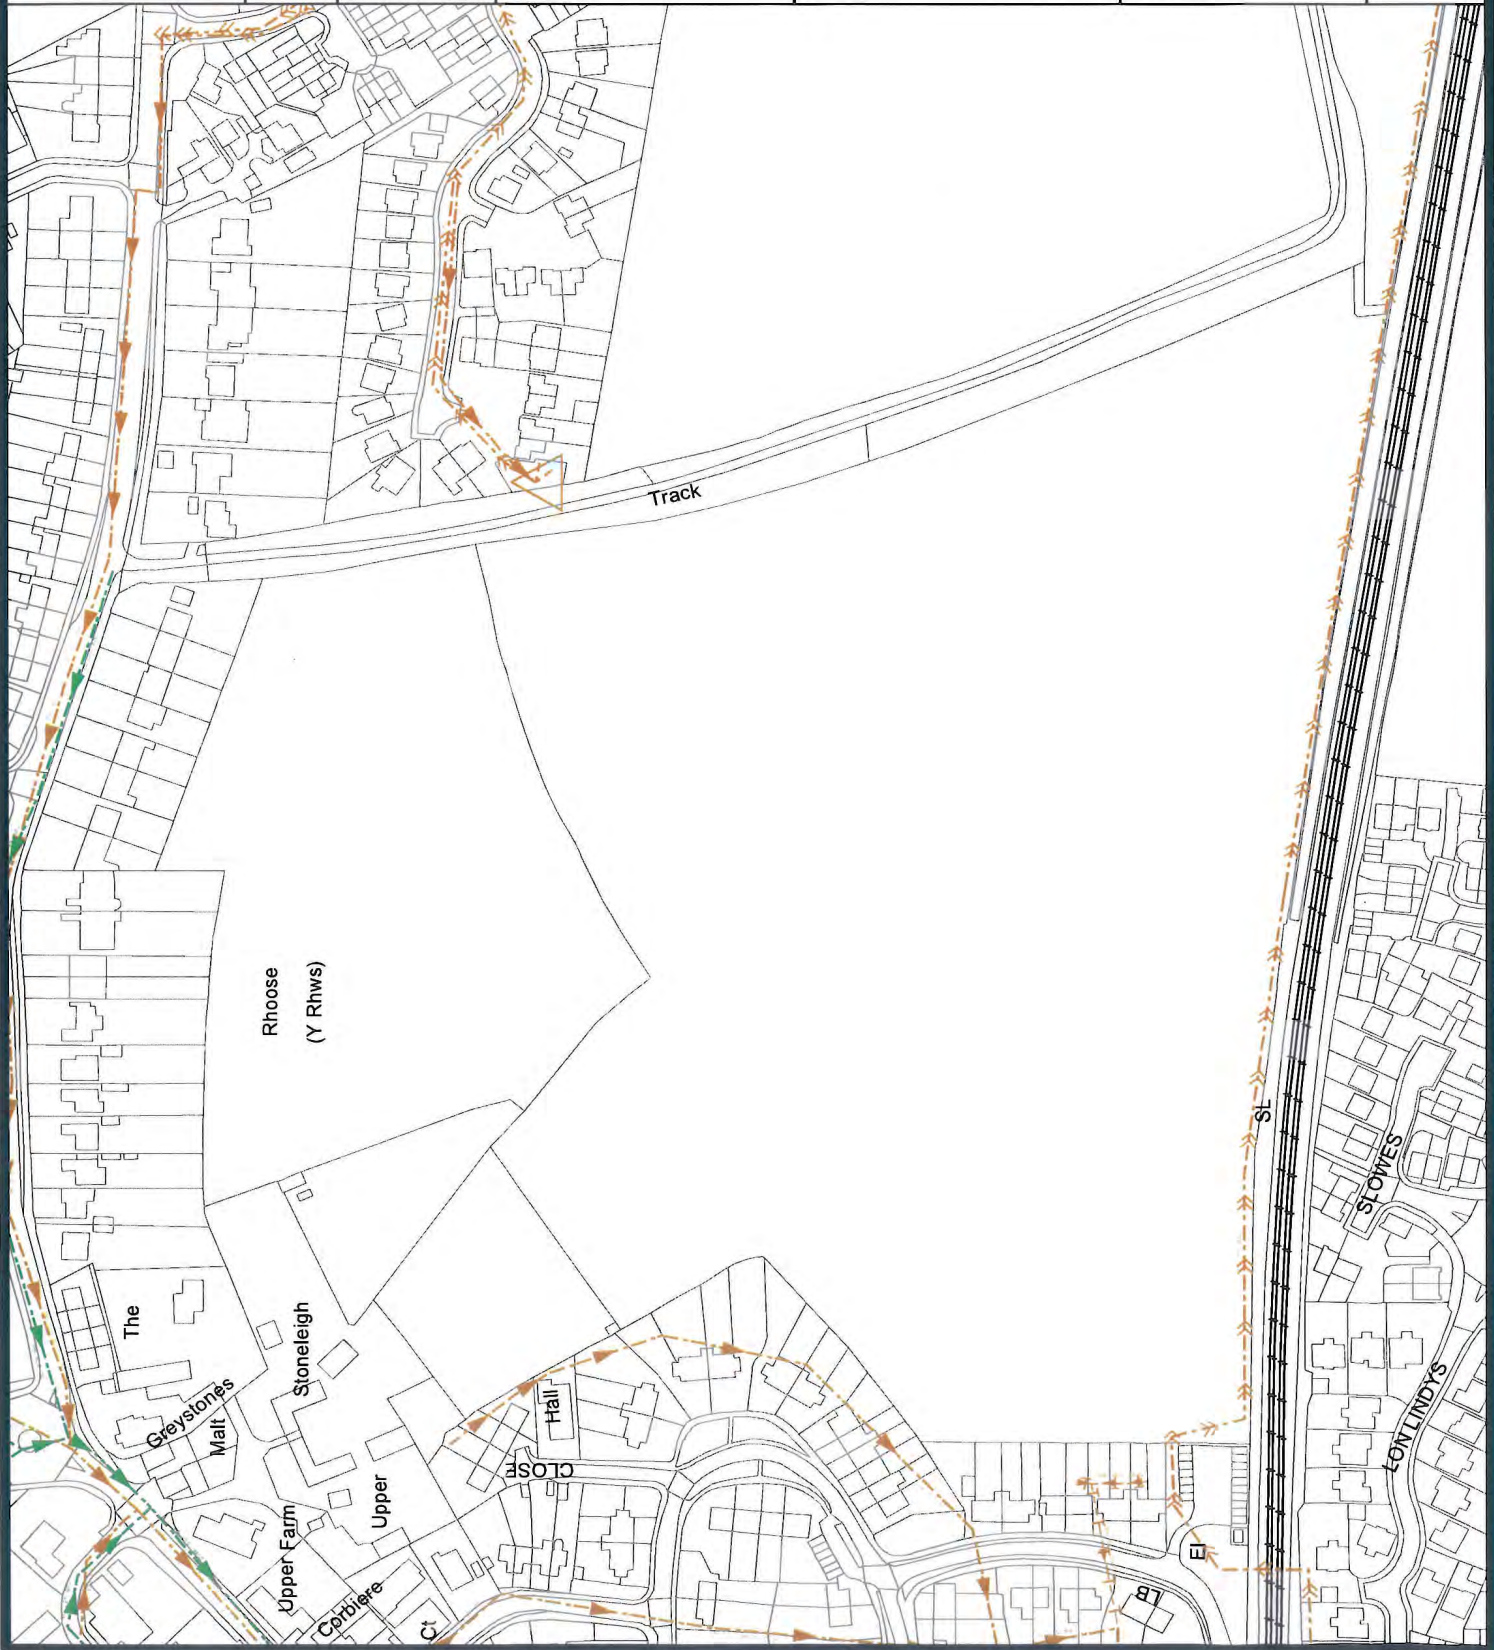 Track
Rhoose
(Y Rhws)
SL
SLOWES
The
Stoneleigh
Greystones
Malt
Hall
CLOSE
LON LINDYS
Upper
Upper Farm
El
LB
Corbiere
Ct